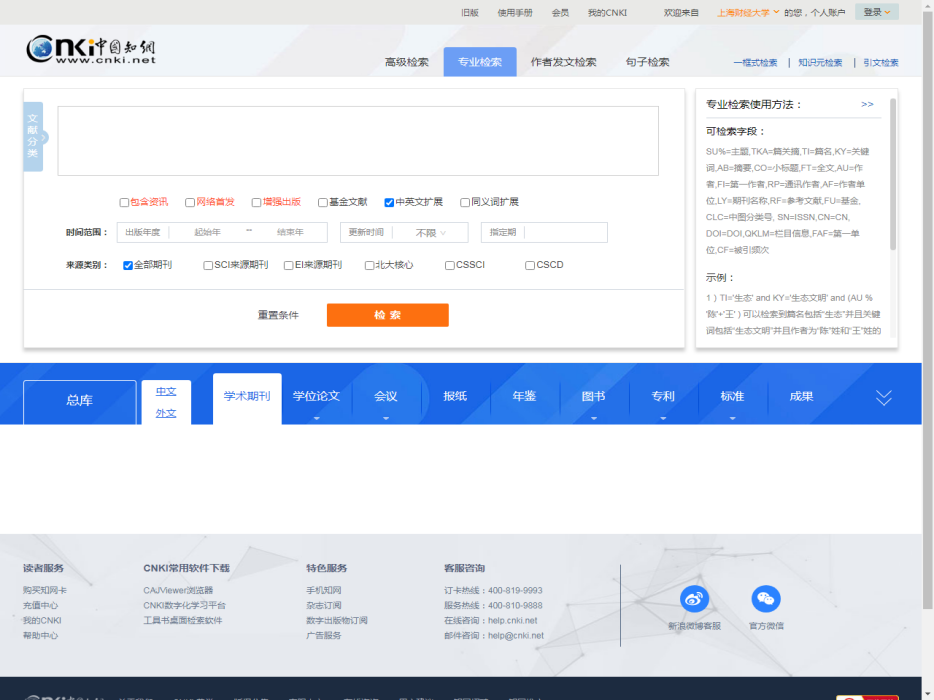 旧版 使用手册 会员 我的CNKI 欢迎来自 上海财经大学 的您，个人账户 登录
cnki中国知网
www.cnki.net
高级检索 专业检索 作者发文检索 句子检索 一框式检索 | 知识元检索 | 引文检索
文献分类
包含资讯 网络首发 增强出版 基金文献 中英文扩展 同义词扩展
时间范围： 出版年度 起始年 -- 结束年 更新时间 不限 指定期
来源类别： 全部期刊 SCI来源期刊 EI来源期刊 北大核心 CSSCI CSCD
重置条件 检 索
专业检索使用方法： >>
可检索字段：
SU%=主题,TKA=篇关摘,TI=篇名,KY=关键
词,AB=摘要,CO=小标题,FT=全文,AU=作
者,FI=第一作者,RP=通讯作者,AF=作者单
位,LY=期刊名称,RF=参考文献,FU=基金,
CLC=中图分类号, SN=ISSN,CN=CN,
DOI=DOI,QKLM=栏目信息,FAF=第一单
位,CF=被引频次
示例：
1）TI='生态' and KY='生态文明' and (AU %
'陈'+'王'）可以检索到篇名包括“生态”并且关键
词包括“生态文明”并且作者为“陈”姓和“王”姓的
总库 中文 学术期刊 学位论文 会议 报纸 年鉴 图书 专利 标准 成果
外文
读者服务
购买知网卡
充值中心
我的CNKI
帮助中心
CNKI常用软件下载
CAJViewer浏览器
CNKI数字化学习平台
工具书桌面检索软件
特色服务
手机知网
杂志订阅
数字出版物订阅
广告服务
客服咨询
订卡热线：400-819-9993
服务热线：400-810-9888
在线咨询：help.cnki.net
邮件咨询：help@cnki.net
新浪微博客服 官方微信